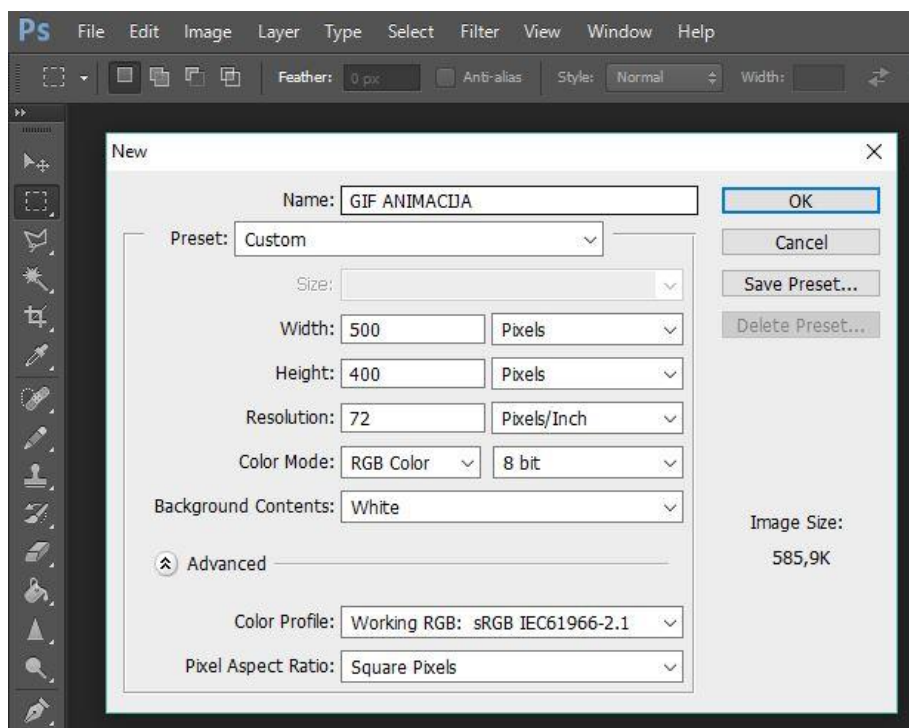 Ps File Edit Image Layer Type Select Filter View Window Help
Feather: 0 px Anti-alias Style: Normal Width:
New
Name: GIF ANIMACIJA
Preset: Custom
Size:
Width: 500 Pixels
Height: 400 Pixels
Resolution: 72 Pixels/Inch
Color Mode: RGB Color 8 bit
Background Contents: White
Advanced
Color Profile: Working RGB: sRGB IEC61966-2.1
Pixel Aspect Ratio: Square Pixels
OK
Cancel
Save Preset...
Delete Preset...
Image Size:
585,9K